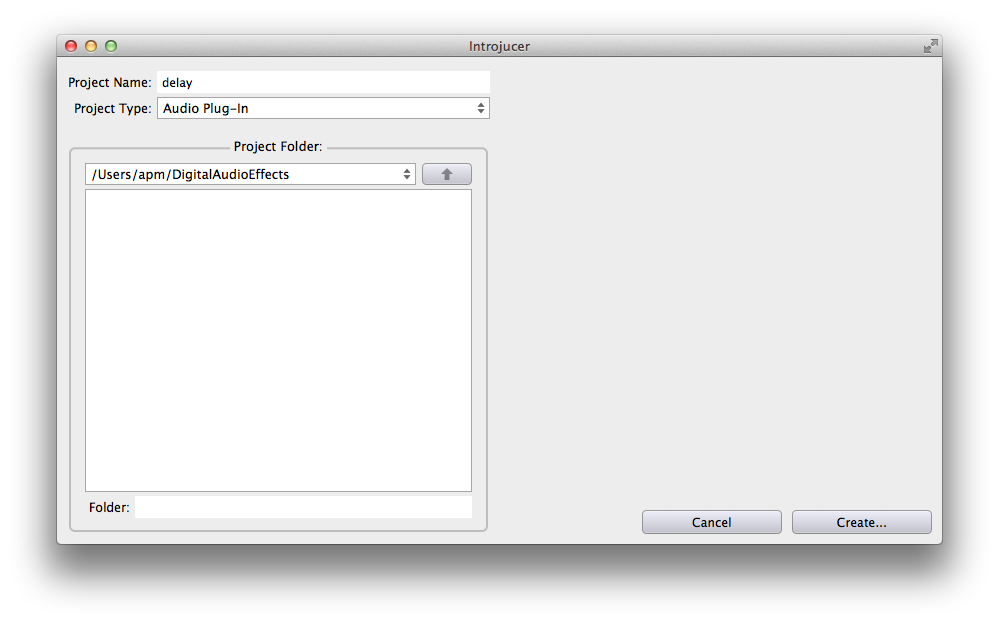 Introjucer
Project Name: delay
Project Type: Audio Plug-In
Project Folder:
/Users/apm/DigitalAudioEffects
Folder:
Cancel Create...